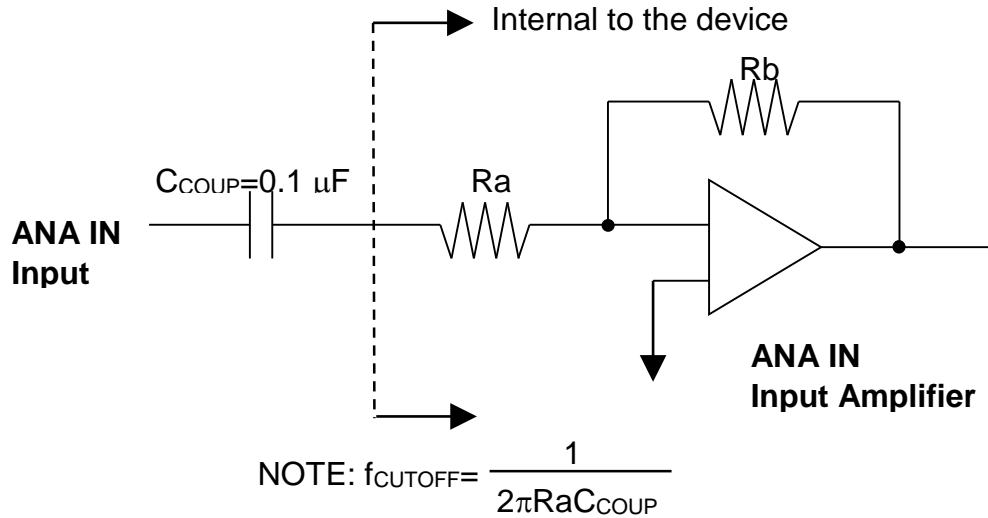 Internal to the device
Rb
CCOUP=0.1 μF
Ra
ANA IN
Input
ANA IN
Input Amplifier
NOTE: fCUTOFF= 1
2πRaCCOUP